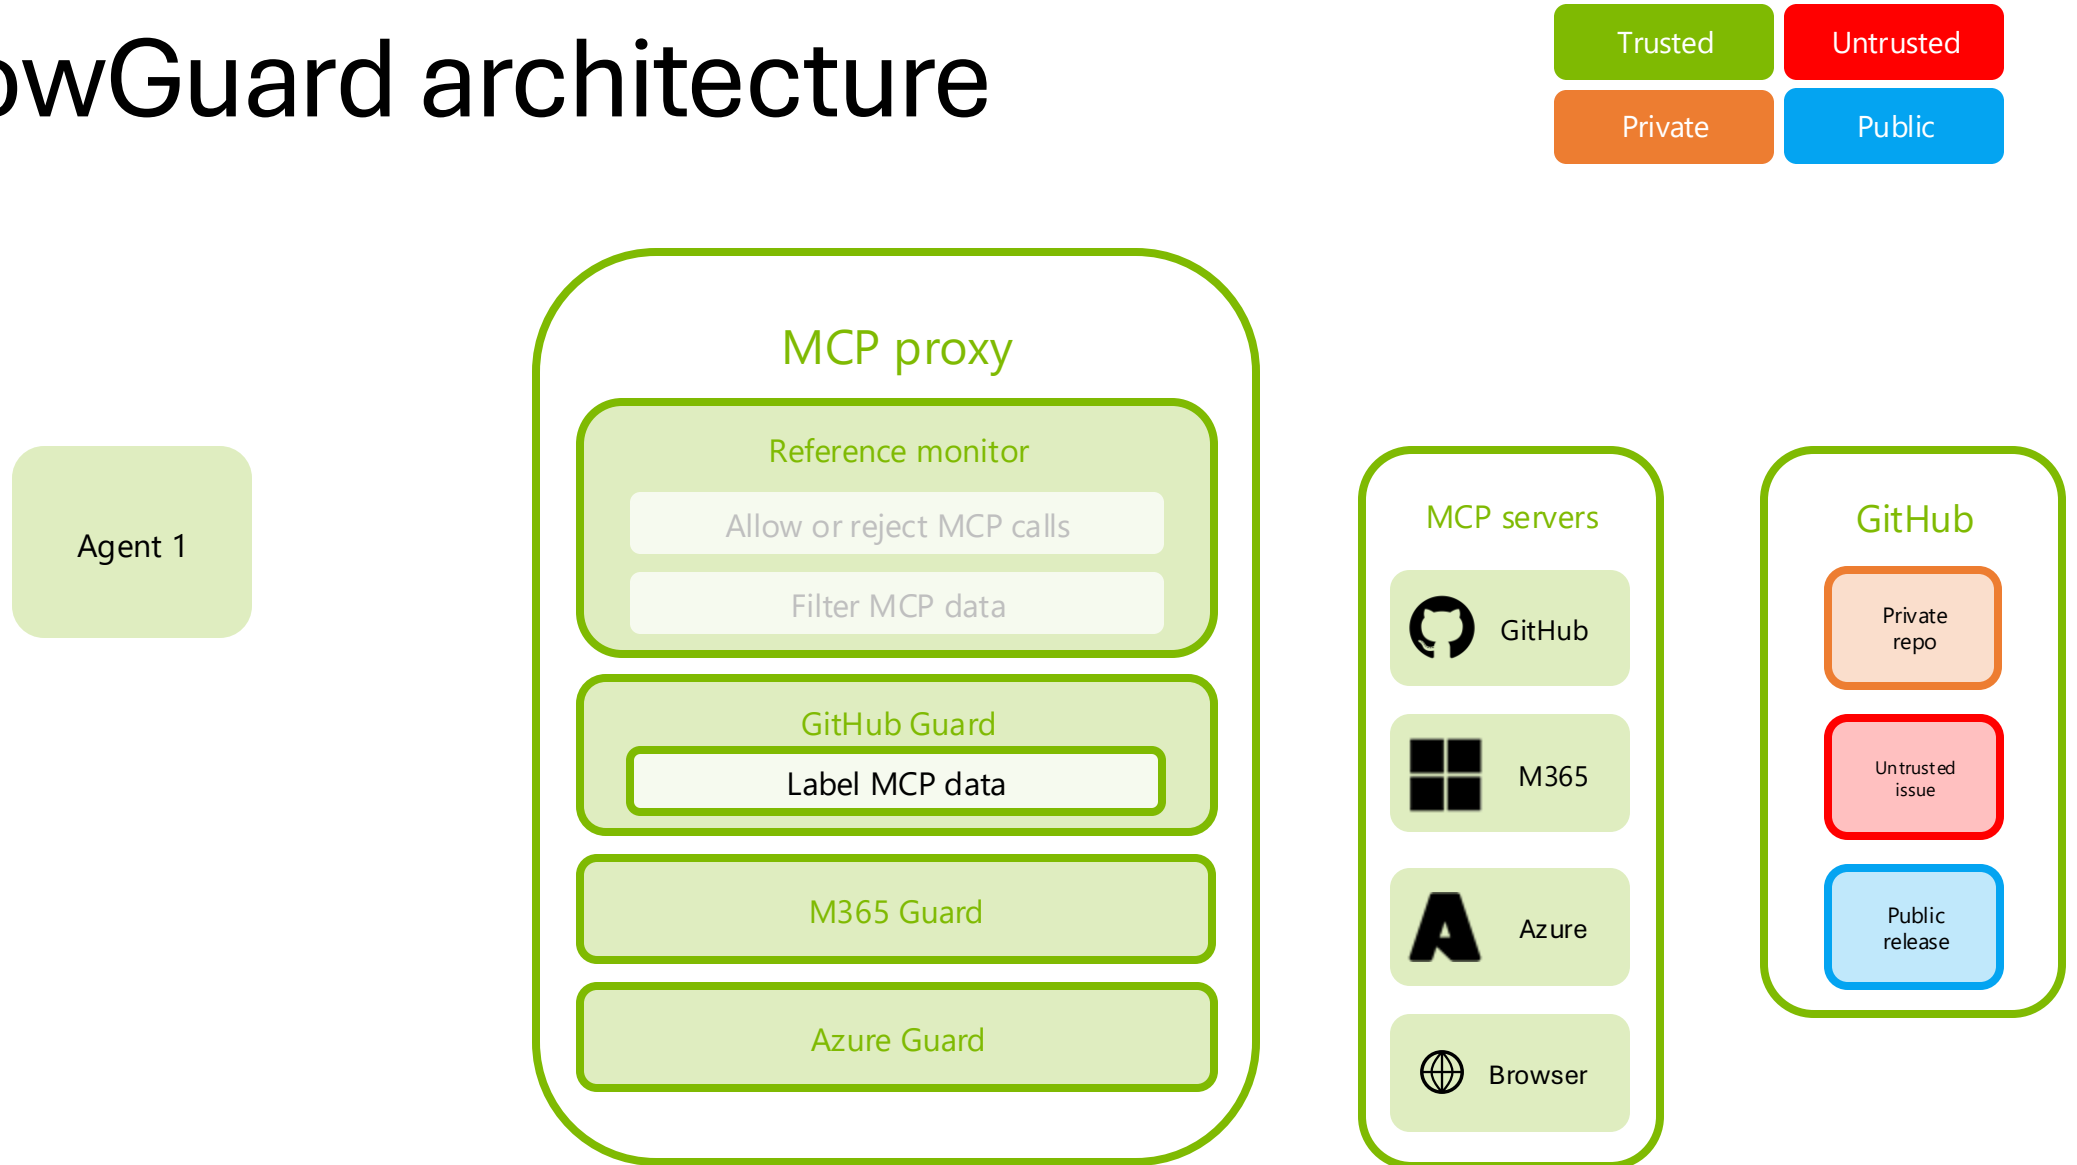 owGuard architecture
Trusted
Untrusted
Private
Public
MCP proxy
Reference monitor
Allow or reject MCP calls
Filter MCP data
GitHub Guard
Label MCP data
M365 Guard
Azure Guard
Agent 1
MCP servers
GitHub
M365
Azure
Browser
GitHub
Private
repo
Untrusted
issue
Public
release